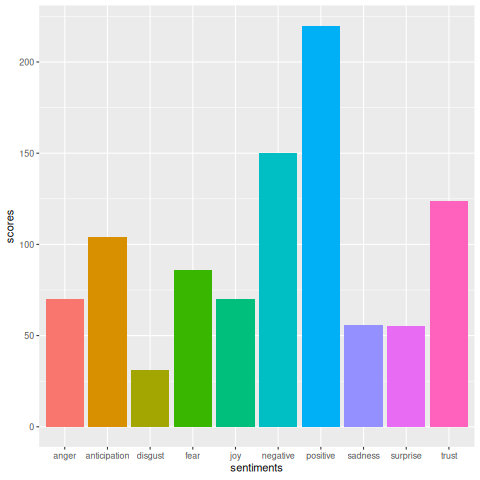 200
150
100
50
0
scores
anger anticipation disgust fear joy negative positive sadness surprise trust
sentiments